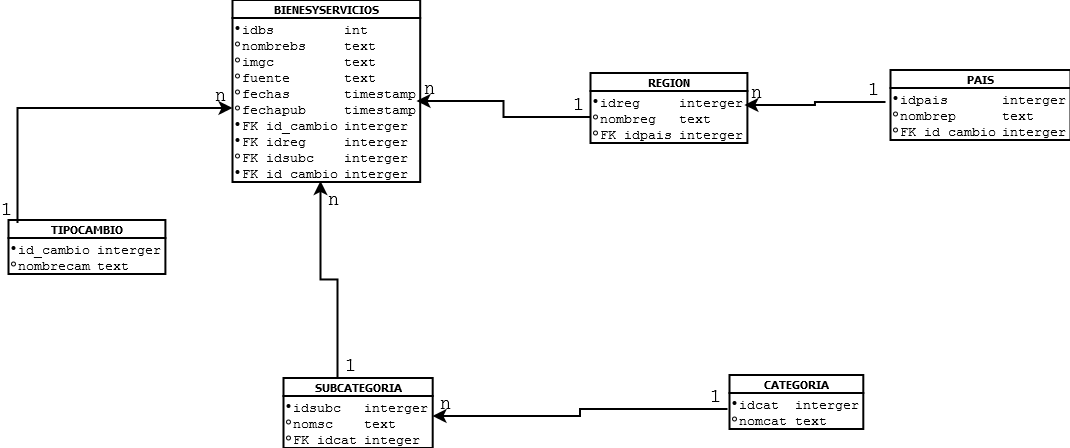 BIENESYSERVICIOS
idbs int
nombrebs text
imgc text
fuente text
fechas timestamp
fechapub timestamp
FK id_cambio interger
FK idreg interger
FK idsubc interger
FK id cambio interger
n
n
n
REGION
idreg interger
nombreg text
FK idpais interger
1
n
PAIS
idpais interger
nombrep text
FK id cambio interger
1
1
TIPOCAMBIO
id_cambio interger
nombrecam text
1
SUBCATEGORIA
idsubc interger
nomsc text
FK idcat integer
n
1
CATEGORIA
idcat interger
nomcat text